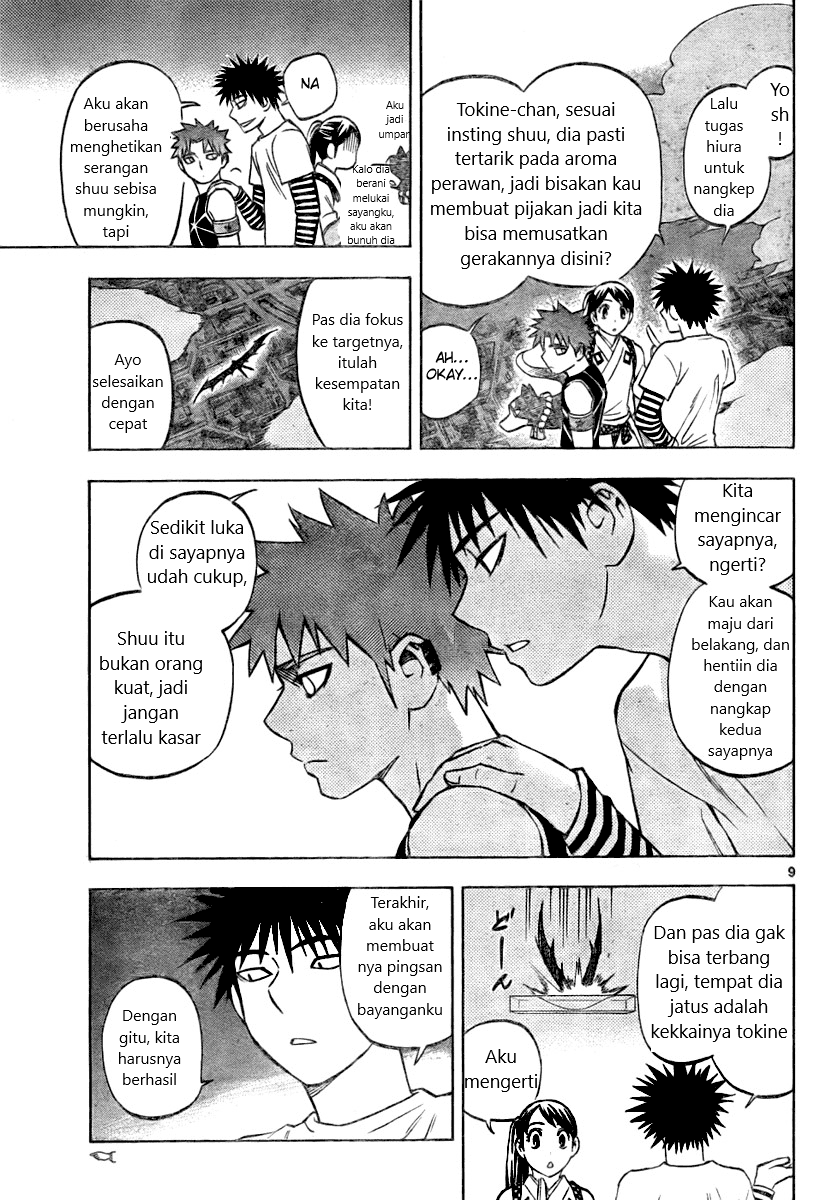 Yo
sh
!
Lalu
tugas
hiura
untuk
nangkep
dia
Tokine-chan, sesuai
insting shuu, dia pasti
tertarik pada aroma
perawan, jadi bisakan kau
membuat pijakan jadi kita
bisa memusatkan
gerakannya disini?
AH...
OKAY...
Aku
jadi
umpan
Kalo dia
berani
melukai
sayangku,
aku akan
bunuh dia
NA
Aku akan
berusaha
menghetikan
serangan
shuu sebisa
mungkin,
tapi
Pas dia fokus
ke targetnya,
itulah
kesempatan
kita!
Ayo
selesaikan
dengan
cepat
Kita
mengincar
sayapnya,
ngerti?
Kau akan
maju dari
belakang, dan
hentiin dia
dengan
nangkap
kedua
sayapnya
Sedikit luka
di sayapnya
udah cukup,
Shuu itu
bukan orang
kuat, jadi
jangan
terlalu kasar
9
Dan pas dia gak
bisa terbang
lagi, tempat dia
jatus adalah
kekkainya tokine
どーん
Aku
mengerti
Terakhir,
aku akan
membuat
nya pingsan
dengan
bayanganku
Dengan
gitu, kita
harusnya
berhasil